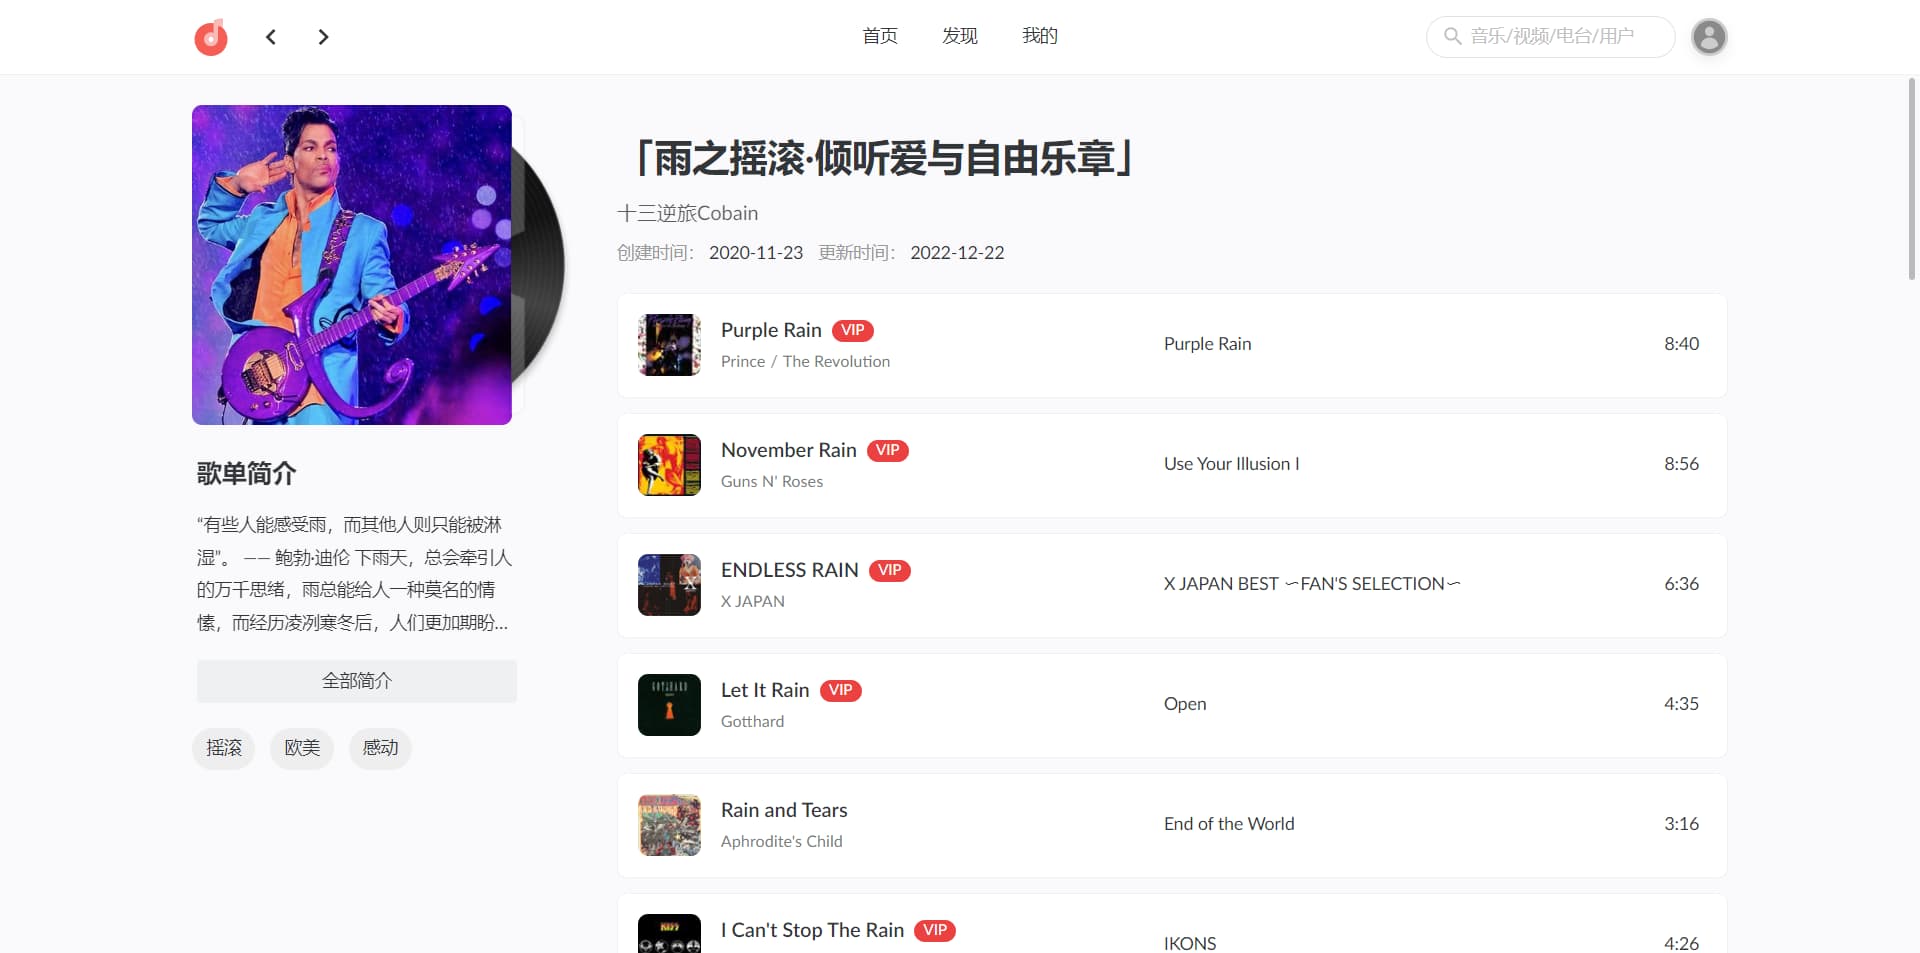 首页
发现
我的
音乐/视频/电台/用户
「雨之摇滚·倾听爱与自由乐章」
十三逆旅Cobain
创建时间： 2020-11-23 更新时间： 2022-12-22
歌单简介
“有些人能感受雨，而其他人则只能被淋
湿”。 —— 鲍勃·迪伦 下雨天，总会牵引人
的万千思绪，雨总能给人一种莫名的情
愫，而经历凌冽寒冬后，人们更加期盼...
全部简介
摇滚
欧美
感动
Purple Rain VIP
Prince / The Revolution
Purple Rain
8:40
November Rain VIP
Guns N' Roses
Use Your Illusion I
8:56
ENDLESS RAIN VIP
X JAPAN
X JAPAN BEST ～FAN'S SELECTION～
6:36
GOTTHARD
Let It Rain VIP
Gotthard
Open
4:35
Rain and Tears
Aphrodite's Child
End of the World
3:16
KISS
I Can't Stop The Rain VIP
IKONS
4:26